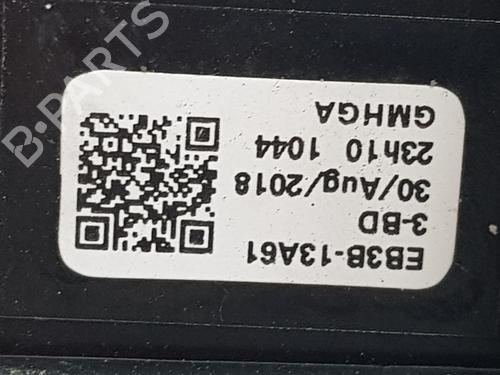 EB3B-13A61
3-BD
30/Aug/2018
23h10 1044
GMHGA
B-PARTS